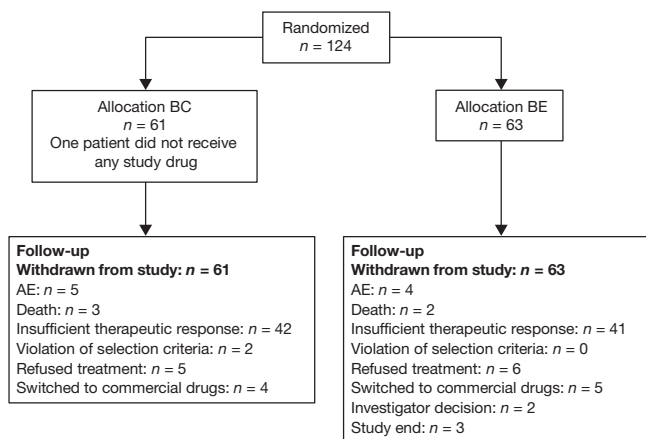 Randomized
n = 124
Allocation BC
n = 61
One patient did not receive
any study drug
Allocation BE
n = 63
Follow-up
Withdrawn from study: n = 61
AE: n = 5
Death: n = 3
Insufficient therapeutic response: n = 42
Violation of selection criteria: n = 2
Refused treatment: n = 5
Switched to commercial drugs: n = 4
Follow-up
Withdrawn from study: n = 63
AE: n = 4
Death: n = 2
Insufficient therapeutic response: n = 41
Violation of selection criteria: n = 0
Refused treatment: n = 6
Switched to commercial drugs: n = 5
Investigator decision: n = 2
Study end: n = 3